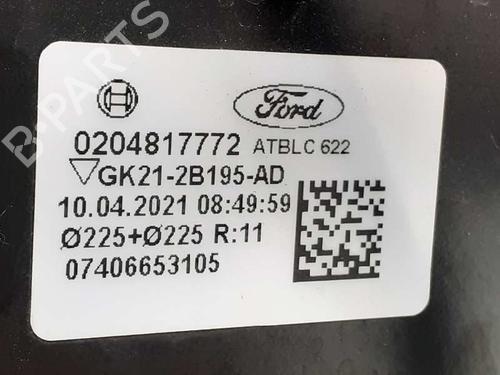 B-PARTS
Ford
0204817772 ATBLC 622
▽GK21-2B195-AD
10.04.2021 08:49:59
Ø225+Ø225 R:11
07406653105